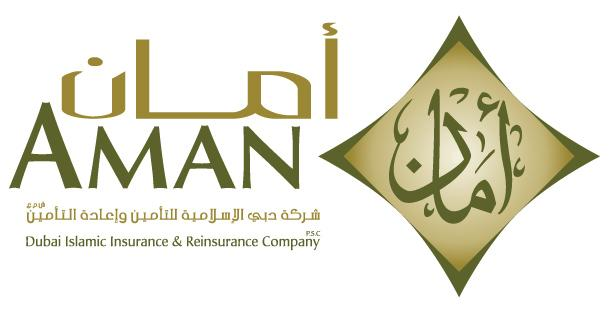 أمان
AMAN
شركة دبي الإسلامية للتأمين وإعادة التأمين ش.م.ع
Dubai Islamic Insurance & Reinsurance Company P.S.C
أمان